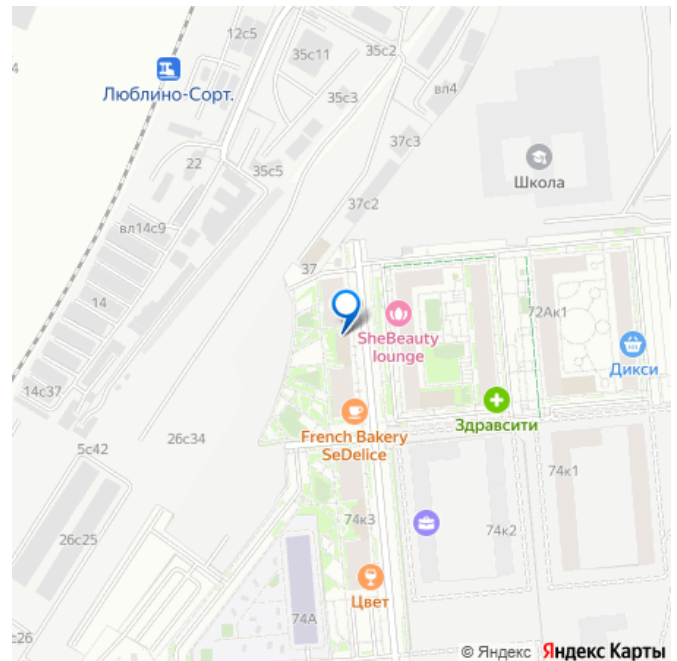 12с5
35с11
35с2
4
Люблино-Сорт.
35с3
вл4
37с3
22
35с5
Школа
37с2
вл14с9
37
14
72Ак1
SheBeauty
lounge
Дикси
14с37
Здравсити
French Bakery
SeDelice
5с42
26с34
74к1
74к3
74к2
26с25
Цвет
74А
с26
© Яндекс Яндекс Карты